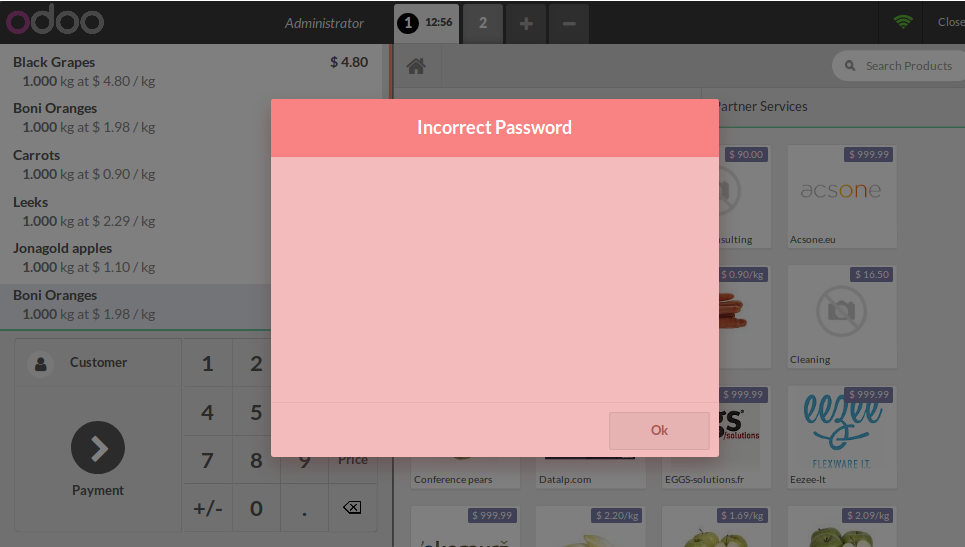 odoo
Administrator
1 12:56
2
+
−
Close
Black Grapes $ 4.80
1.000 kg at $ 4.80 / kg
Boni Oranges
1.000 kg at $ 1.98 / kg
Carrots
1.000 kg at $ 0.90 / kg
Leeks
1.000 kg at $ 2.29 / kg
Jonagold apples
1.000 kg at $ 1.10 / kg
Boni Oranges
1.000 kg at $ 1.98 / kg
Search Products
Partner Services
Incorrect Password
Ok
Customer
Payment
1 2
4 5
7 8 9 Price
+/- 0 .
$ 90.00
$ 999.99
acsone
Acsone.eu
$ 0.90/kg
$ 16.50
Cleaning
$ 999.99
/solutions
$ 999.99
eezee
FLEXWARE IT.
Conference pears
Datalp.com
EGGS-solutions.fr
Eezee-It
$ 999.99
$ 2.20/kg
$ 1.69/kg
$ 2.09/kg